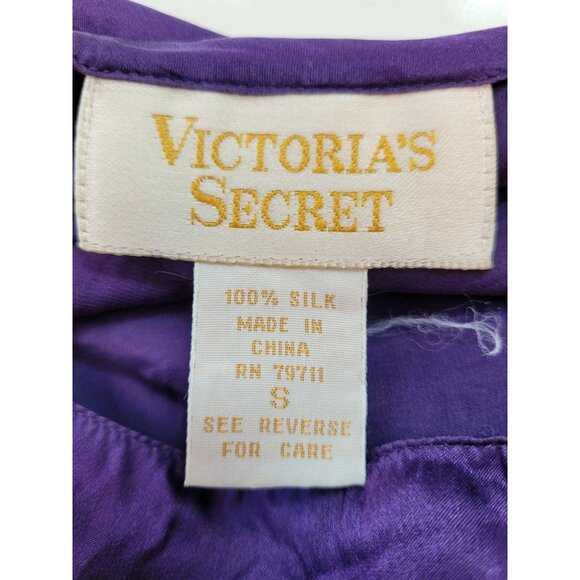 VICTORIA'S
SECRET
100% SILK
MADE IN
CHINA
RN 79711
S
SEE REVERSE
FOR CARE